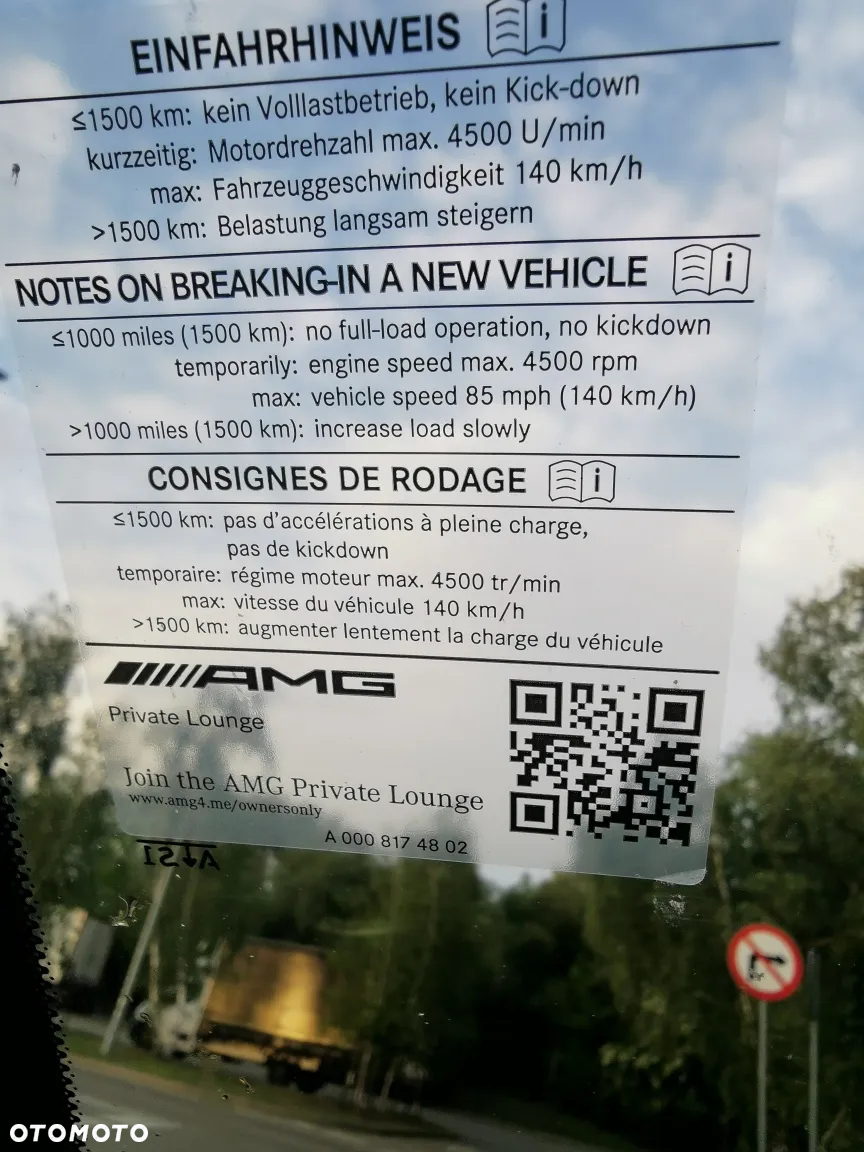 EINFAHRHINWEIS
≤1500 km: kein Volllastbetrieb, kein Kick-down
kurzzeitig: Motordrehzahl max. 4500 U/min
max: Fahrzeuggeschwindigkeit 140 km/h
>1500 km: Belastung langsam steigern
NOTES ON BREAKING-IN A NEW VEHICLE
≤1000 miles (1500 km): no full-load operation, no kickdown
temporarily: engine speed max. 4500 rpm
max: vehicle speed 85 mph (140 km/h)
>1000 miles (1500 km): increase load slowly
CONSIGNES DE RODAGE
≤1500 km: pas d'accélérations à pleine charge,
pas de kickdown
temporaire: régime moteur max. 4500 tr/min
max: vitesse du véhicule 140 km/h
>1500 km: augmenter lentement la charge du véhicule
AMG
Private Lounge
Join the AMG Private Lounge
www.amg4.me/ownersonly
A 000 817 48 02
OTOMOTO